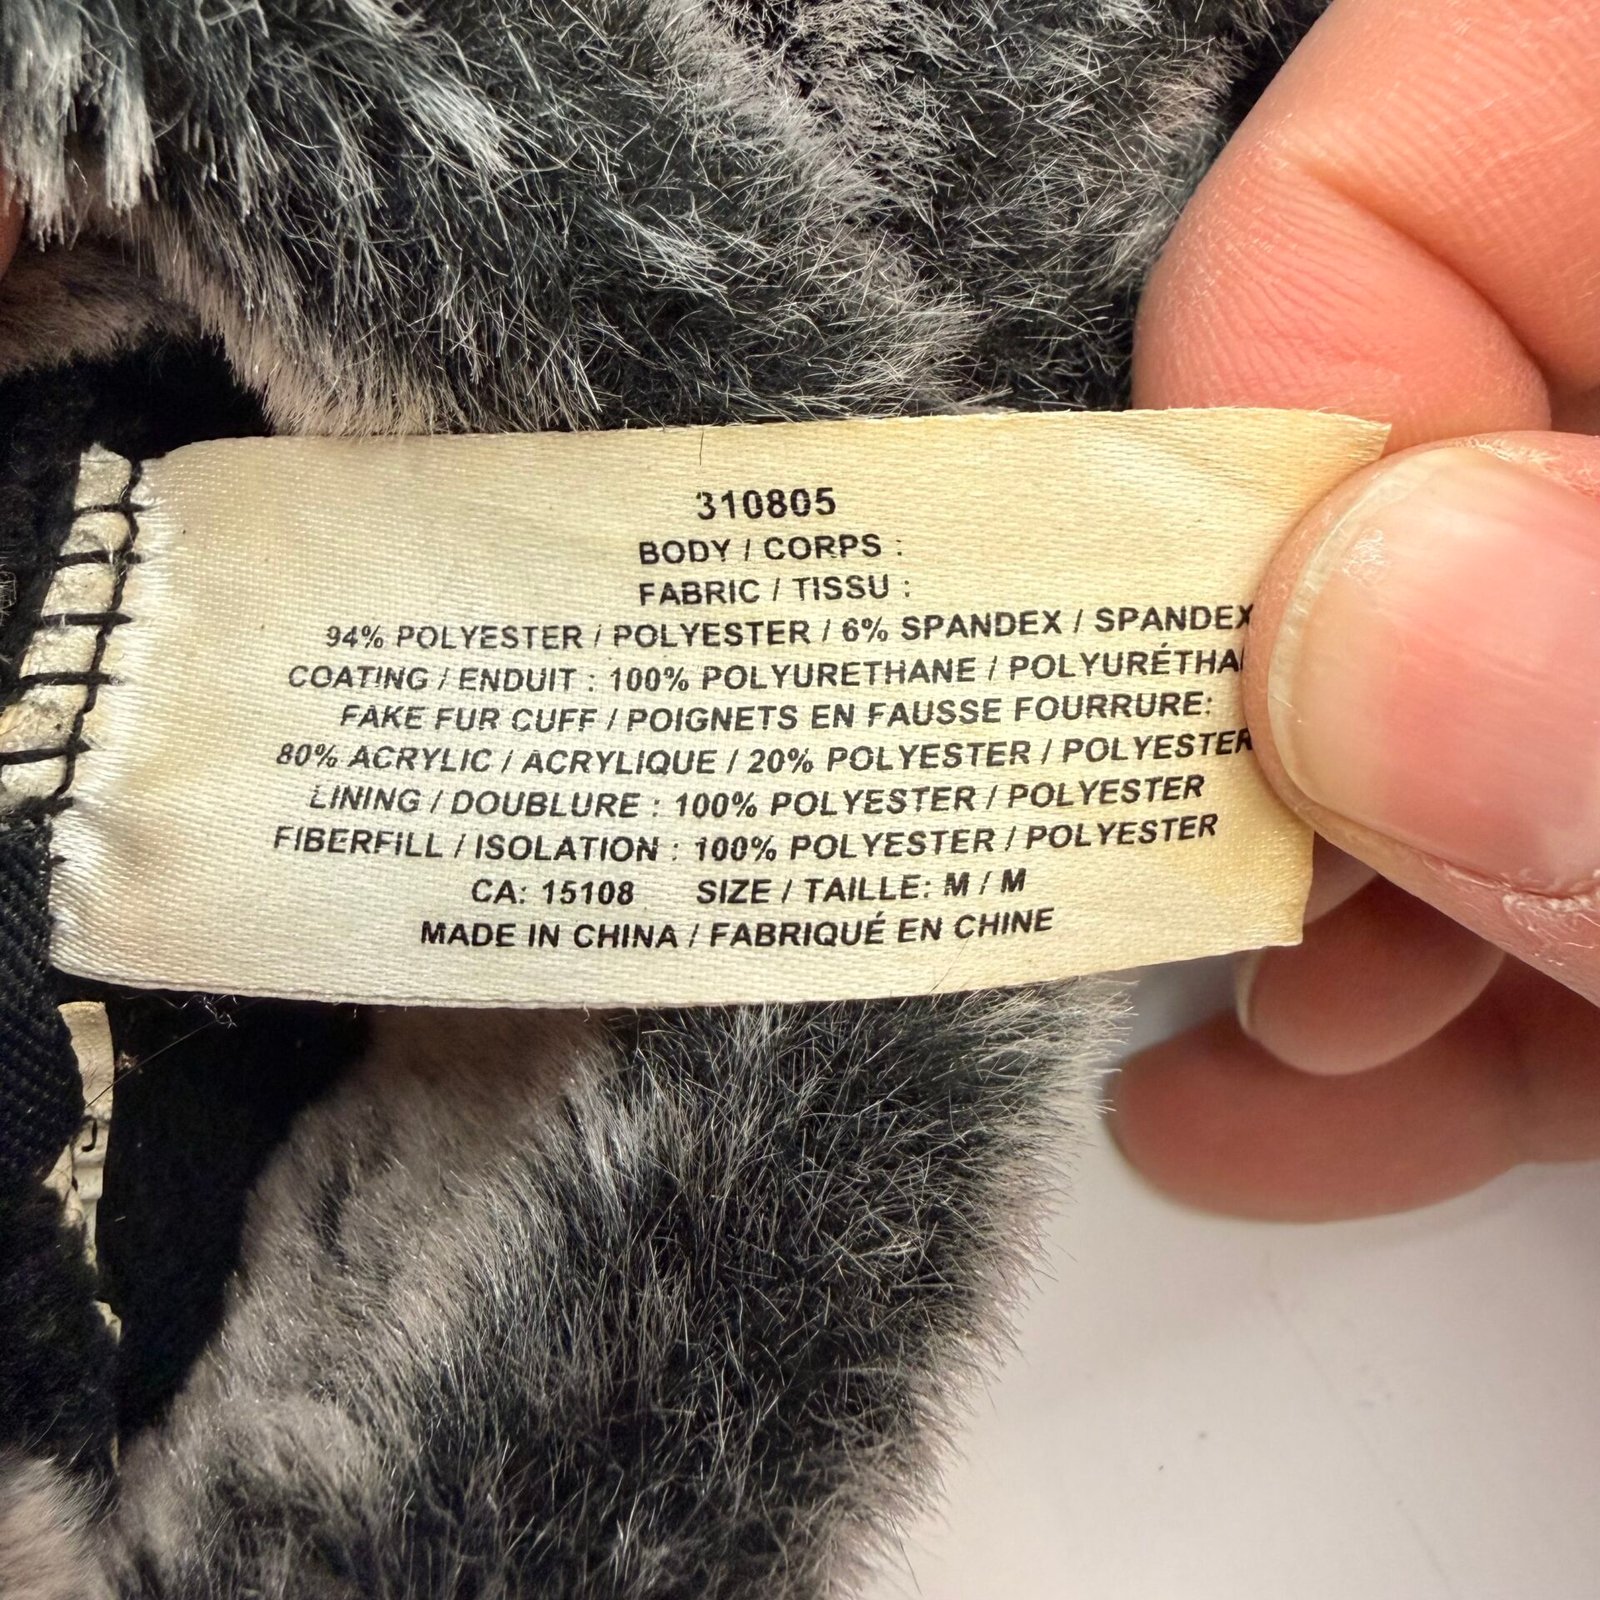 310805
BODY / CORPS :
FABRIC / TISSU :
94% POLYESTER / POLYESTER / 6% SPANDEX / SPANDEX
COATING / ENDUIT : 100% POLYURETHANE / POLYURÉTHA
FAKE FUR CUFF / POIGNETS EN FAUSSE FOURRURE:
80% ACRYLIC / ACRYLIQUE / 20% POLYESTER / POLYESTER
LINING / DOUBLURE : 100% POLYESTER / POLYESTER
FIBERFILL / ISOLATION : 100% POLYESTER / POLYESTER
CA: 15108 SIZE / TAILLE: M / M
MADE IN CHINA / FABRIQUÉ EN CHINE